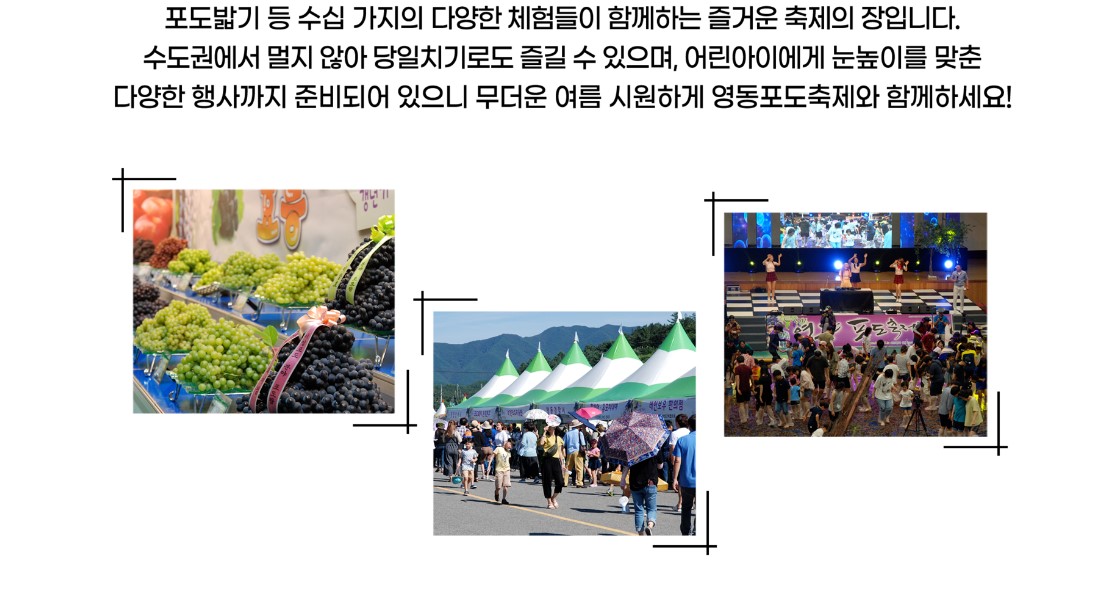 포도밟기 등 수십 가지의 다양한 체험들이 함께하는 즐거운 축제의 장입니다.
수도권에서 멀지 않아 당일치기로도 즐길 수 있으며, 어린아이에게 눈높이를 맞춘
다양한 행사까지 준비되어 있으니 무더운 여름 시원하게 영동포도축제와 함께하세요!
포도축제